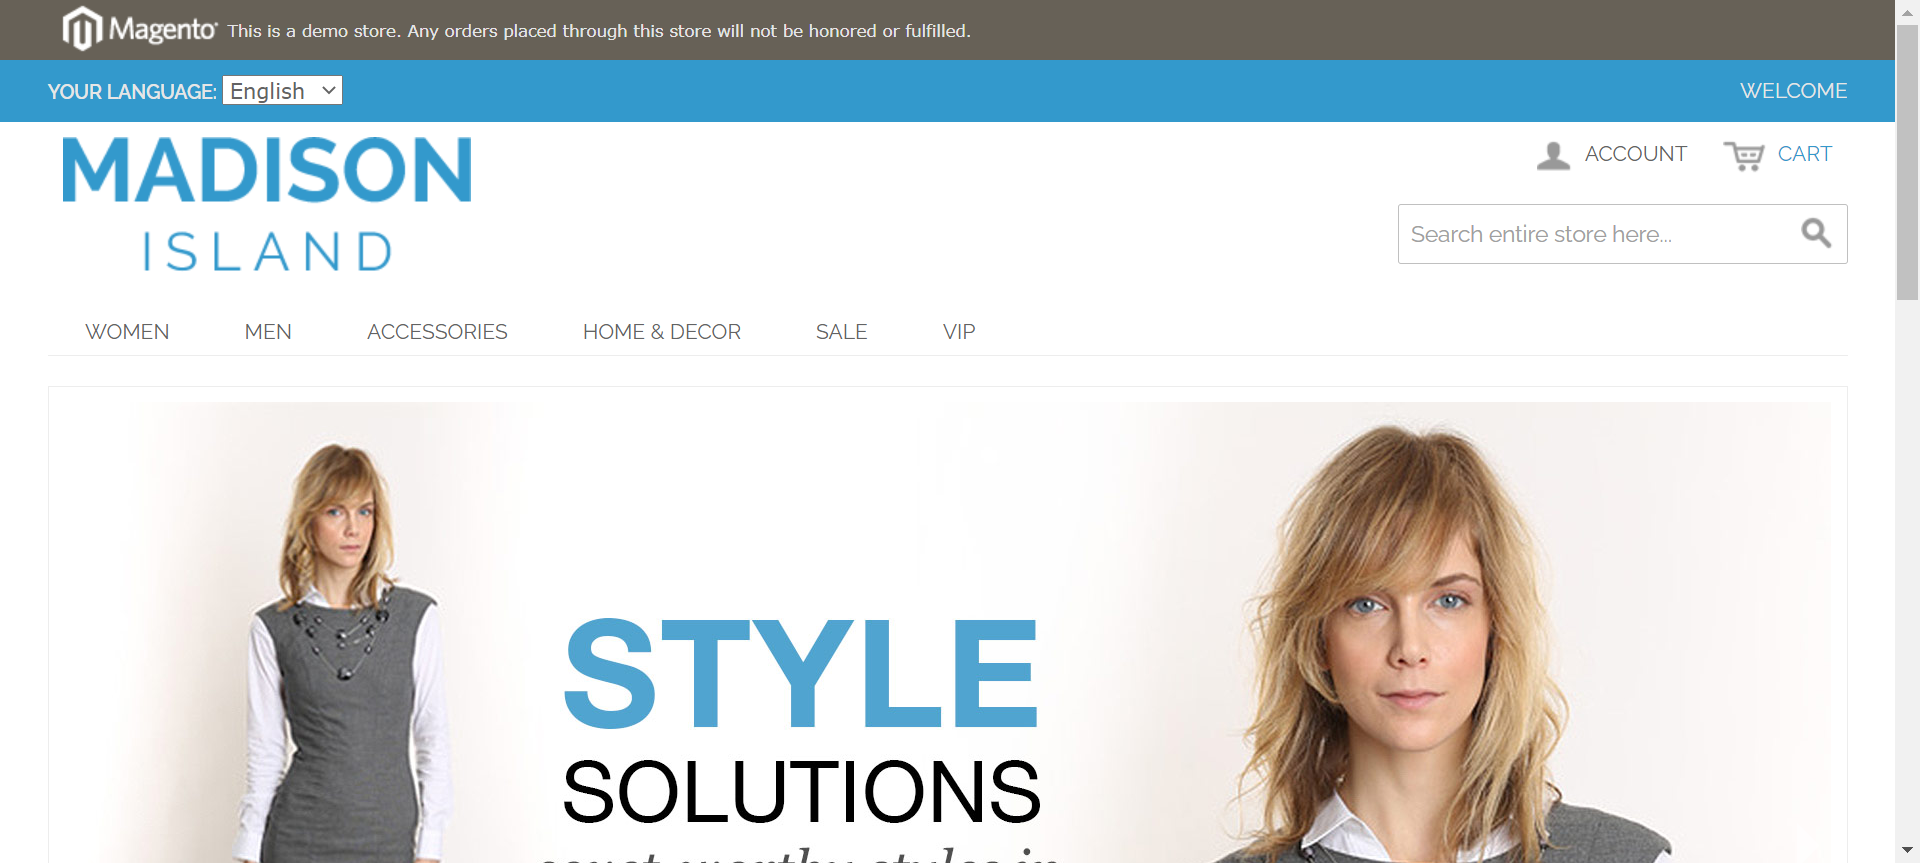 Magento This is a demo store. Any orders placed through this store will not be honored or fulfilled.
YOUR LANGUAGE: English
WELCOME
MADISON
ISLAND
ACCOUNT
CART
Search entire store here...
WOMEN MEN ACCESSORIES HOME & DECOR SALE VIP
STYLE
SOLUTIONS